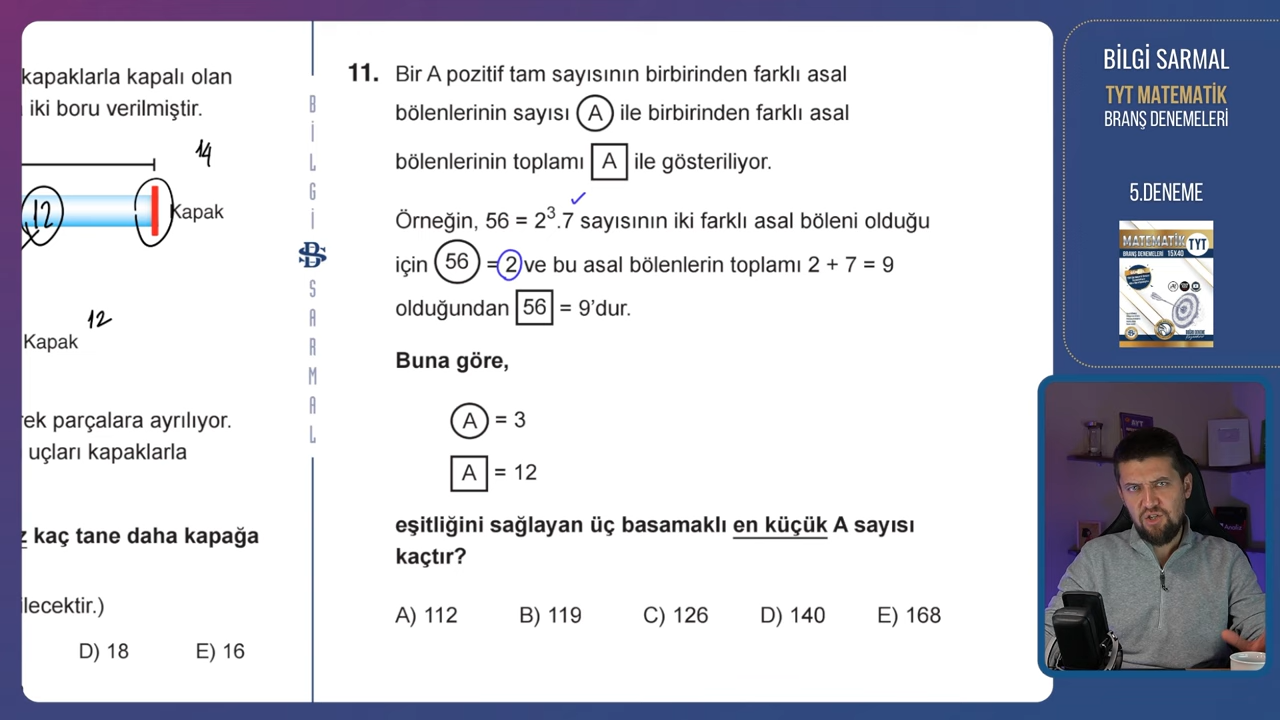 kapaklarla kapalı olan
iki boru verilmiştir.
14
12
Kapak
12
Kapak
rek parçalara ayrılıyor.
uçları kapaklarla
z kaç tane daha kapağa
ilecektir.)
D) 18 E) 16
BİLGİ SARMAL
11. Bir A pozitif tam sayısının birbirinden farklı asal
bölenlerinin sayısı A ile birbirinden farklı asal
bölenlerinin toplamı A ile gösteriliyor.
Örneğin, 56 = 2³.7 sayısının iki farklı asal böleni olduğu
için 56 = 2 ve bu asal bölenlerin toplamı 2 + 7 = 9
olduğundan 56 = 9'dur.
Buna göre,
A = 3
A = 12
eşitliğini sağlayan üç basamaklı en küçük A sayısı
kaçtır?
A) 112 B) 119 C) 126 D) 140 E) 168
BİLGİ SARMAL
TYT MATEMATİK
BRANŞ DENEMELERİ
5.DENEME
MATEMATİK TYT
BRANŞ DENEMELERİ 15X40